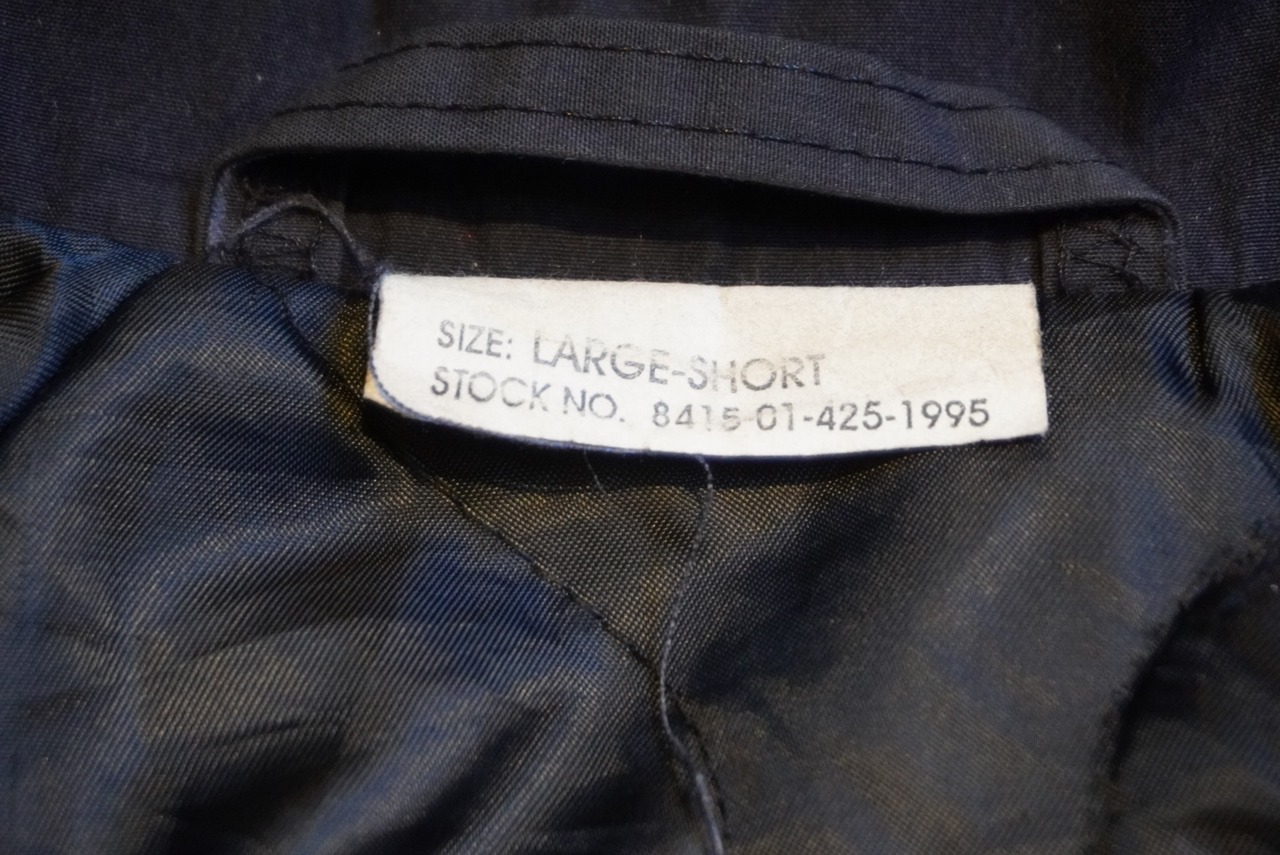 SIZE: LARGE-SHORT
STOCK NO. 8415-01-425-1995